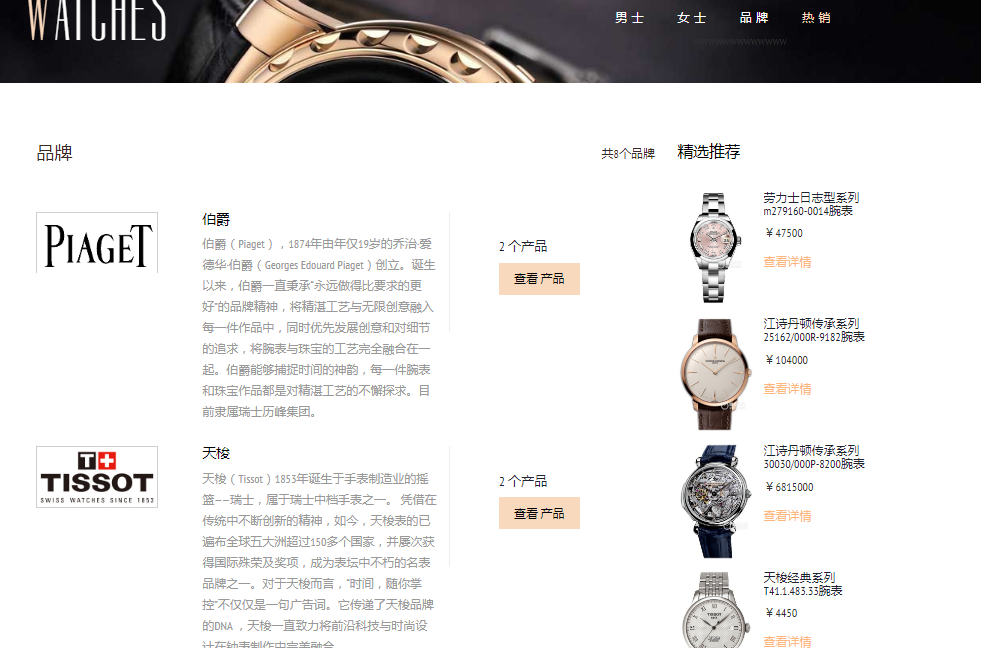 WATCHES
男士 女士 品牌 热销
品牌
共8个品牌
PIAGET
伯爵
伯爵（Piaget），1874年由年仅19岁的乔治·爱
德华·伯爵（Georges Edouard Piaget）创立。诞生
以来，伯爵一直秉承"永远做得比要求的更
好"的品牌精神，将精湛工艺与无限创意融入
每一件作品中，同时优先发展创意和对细节
的追求，将腕表与珠宝的工艺完全融合在一
起。伯爵能够捕捉时间的神韵，每一件腕表
和珠宝作品都是对精湛工艺的不懈探求。目
前隶属瑞士历峰集团。
2 个产品
查看 产品
TISSOT
SWISS WATCHES SINCE 1853
天梭
天梭（Tissot）1853年诞生于手表制造业的摇
篮——瑞士，属于瑞士中档手表之一。 凭借在
传统中不断创新的精神，如今，天梭表的已
遍布全球五大洲超过150多个国家，并屡次获
得国际殊荣及奖项，成为表坛中不朽的名表
品牌之一。对于天梭而言，"时间，随你掌
控"不仅仅是一句广告词。它传递了天梭品牌
的DNA ，天梭一直致力将前沿科技与时尚设
计在钟表制作中完美融合
2 个产品
查看 产品
精选推荐
劳力士日志型系列
m279160-0014腕表
￥47500
查看详情
江诗丹顿传承系列
25162/000R-9182腕表
￥104000
查看详情
江诗丹顿传承系列
30030/000P-8200腕表
￥6815000
查看详情
天梭经典系列
T41.1.483.33腕表
￥4450
查看详情